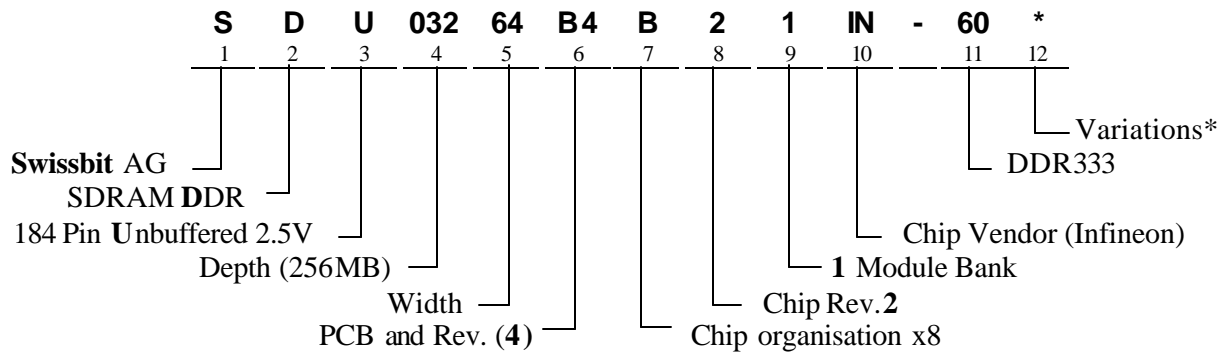 S D U 032 64 B4 B 2 1 IN - 60 *
1 2 3 4 5 6 7 8 9 10 11 12
Variations*
Swissbit AG
DDR333
SDRAM DDR
184 Pin Unbuffered 2.5V
Chip Vendor (Infineon)
Depth (256MB)
1 Module Bank
Width
Chip Rev.2
PCB and Rev. (4)
Chip organisation x8